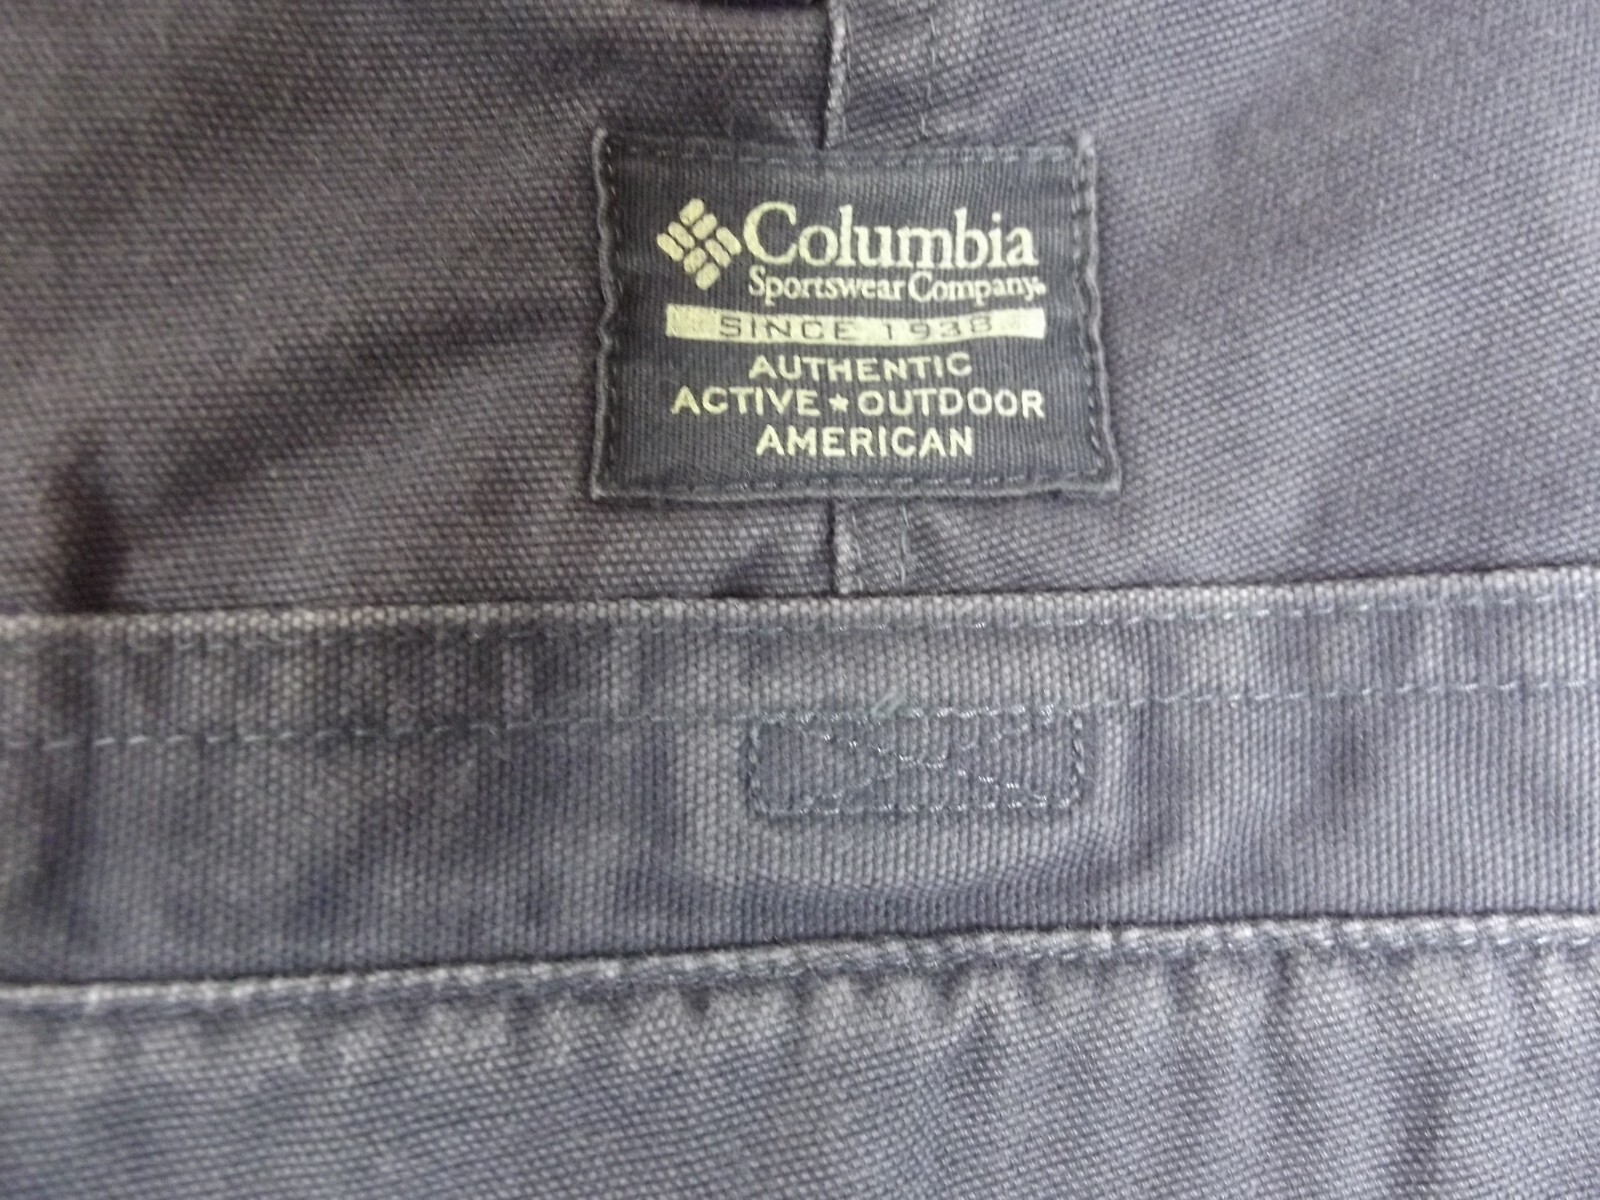 Columbia
Sportswear Company
SINCE 1938
AUTHENTIC
ACTIVE ★ OUTDOOR
AMERICAN